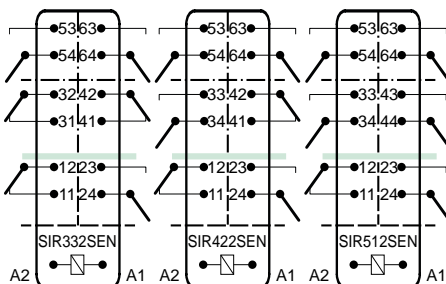 53 63 53 63 53 63
54 64 54 64 54 64
32 42 33 42 33 43
31 41 34 41 34 44
12 23 12 23 12 23
11 24 11 24 11 24
SIR332SEN SIR422SEN SIR512SEN
A2 A1 A2 A1 A2 A1